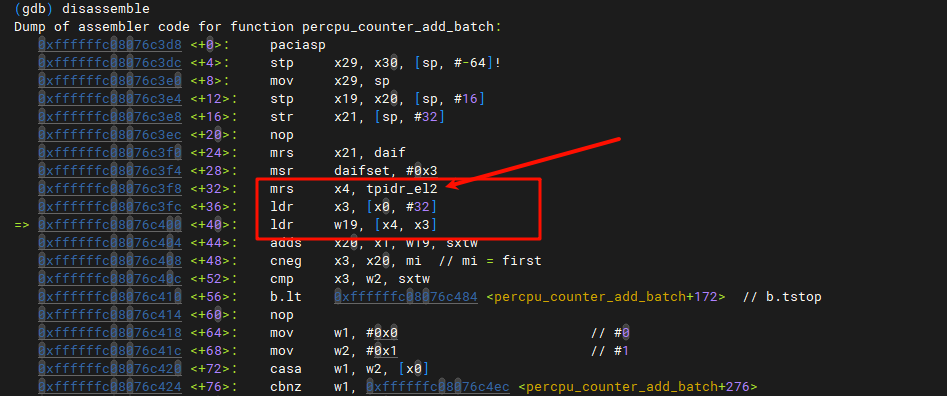 (gdb) disassemble
Dump of assembler code for function percpu_counter_add_batch:
0xffffffc08076c3d8 <+0>: paciasp
0xffffffc08076c3dc <+4>: stp x29, x30, [sp, #-64]!
0xffffffc08076c3e0 <+8>: mov x29, sp
0xffffffc08076c3e4 <+12>: stp x19, x20, [sp, #16]
0xffffffc08076c3e8 <+16>: str x21, [sp, #32]
0xffffffc08076c3ec <+20>: nop
0xffffffc08076c3f0 <+24>: mrs x21, daif
0xffffffc08076c3f4 <+28>: msr daifset, #0x3
0xffffffc08076c3f8 <+32>: mrs x4, tpidr_el2
0xffffffc08076c3fc <+36>: ldr x3, [x0, #32]
=> 0xffffffc08076c400 <+40>: ldr w19, [x4, x3]
0xffffffc08076c404 <+44>: adds x20, x1, w19, sxtw
0xffffffc08076c408 <+48>: cneg x3, x20, mi // mi = first
0xffffffc08076c40c <+52>: cmp x3, w2, sxtw
0xffffffc08076c410 <+56>: b.lt 0xffffffc08076c484 <percpu_counter_add_batch+172> // b.tstop
0xffffffc08076c414 <+60>: nop
0xffffffc08076c418 <+64>: mov w1, #0x0 // #0
0xffffffc08076c41c <+68>: mov w2, #0x1 // #1
0xffffffc08076c420 <+72>: casa w1, w2, [x0]
0xffffffc08076c424 <+76>: cbnz w1, 0xffffffc08076c4ec <percpu_counter_add_batch+276>